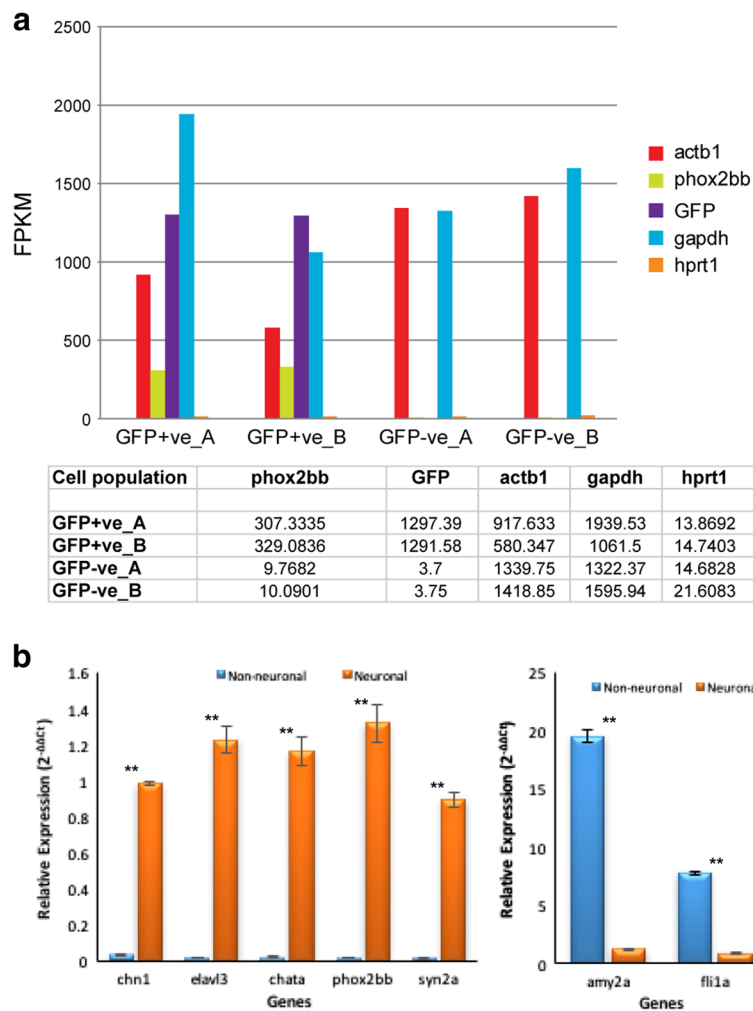 a
2500
2000
1500
1000
500
0
FPKM
GFP+ve_A GFP+ve_B GFP-ve_A GFP-ve_B
actb1
phox2bb
GFP
gapdh
hprt1
Cell population phox2bb GFP actb1 gapdh hprt1
GFP+ve_A 307.3335 1297.39 917.633 1939.53 13.8692
GFP+ve_B 329.0836 1291.58 580.347 1061.5 14.7403
GFP-ve_A 9.7682 3.7 1339.75 1322.37 14.6828
GFP-ve_B 10.0901 3.75 1418.85 1595.94 21.6083
b
Non-neuronal Neuronal
1.6
1.4
1.2
1
0.8
0.6
0.4
0.2
0
Relative Expression (2-ΔΔCt)
** ** ** ** **
chn1 elavl3 chata phox2bb syn2a
Genes
Non-neuronal Neurona
25
20
15
10
5
0
Relative Expression (2-ΔΔCt)
** **
amy2a fli1a
Genes